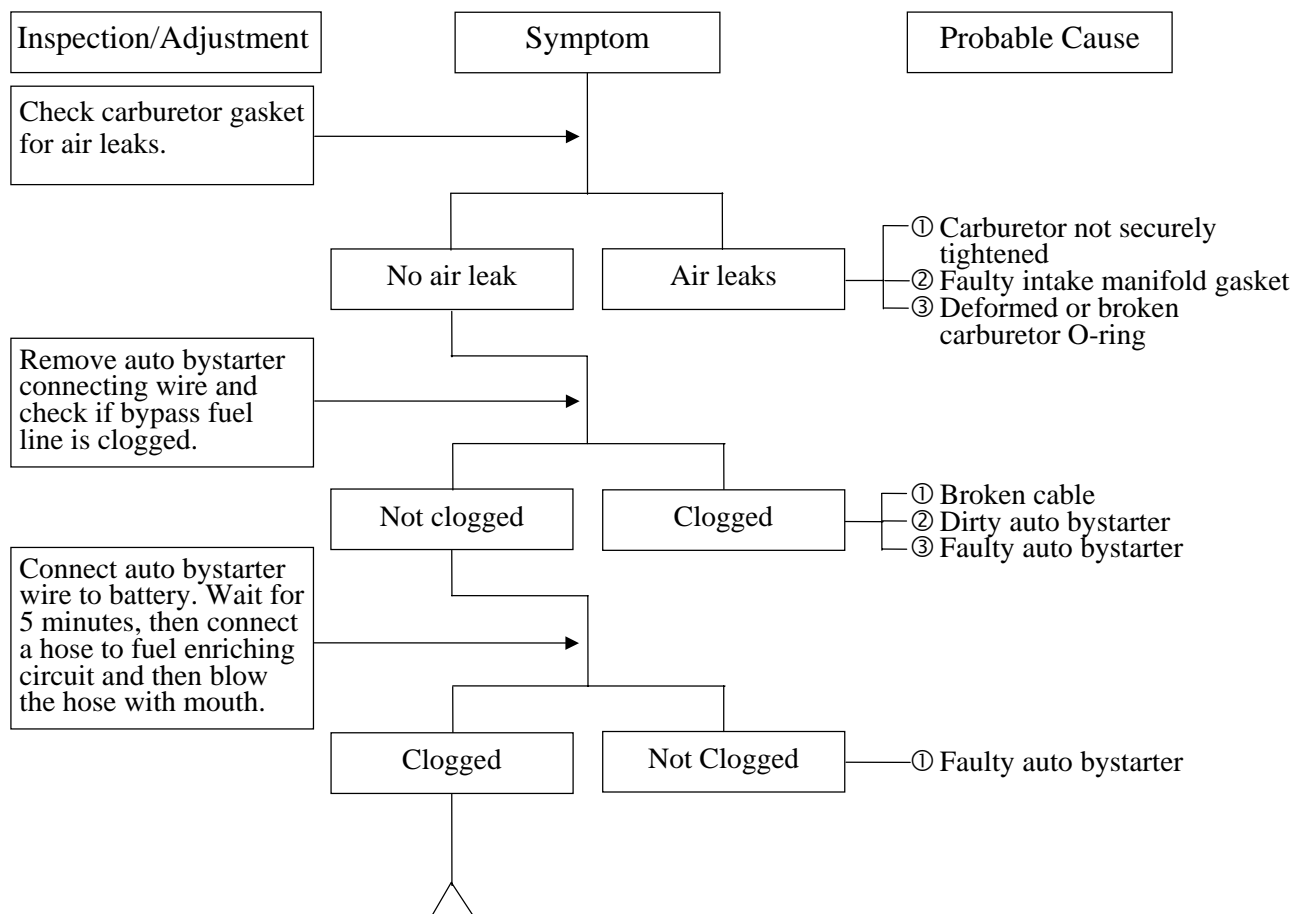 Inspection/Adjustment
Symptom
Probable Cause
Check carburetor gasket
for air leaks.
No air leak
Air leaks
① Carburetor not securely
tightened
② Faulty intake manifold gasket
③ Deformed or broken
carburetor O-ring
Remove auto bystarter
connecting wire and
check if bypass fuel
line is clogged.
Not clogged
Clogged
① Broken cable
② Dirty auto bystarter
③ Faulty auto bystarter
Connect auto bystarter
wire to battery. Wait for
5 minutes, then connect
a hose to fuel enriching
circuit and then blow
the hose with mouth.
Clogged
Not Clogged
① Faulty auto bystarter